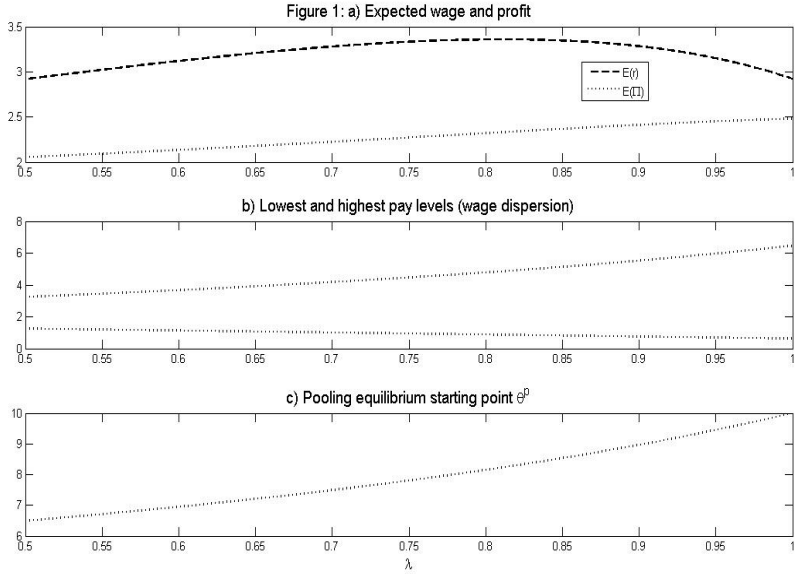 Figure 1: a) Expected wage and profit
3.5
3
2.5
2
E(r)
E(Π)
0.5 0.55 0.6 0.65 0.7 0.75 0.8 0.85 0.9 0.95 1
b) Lowest and highest pay levels (wage dispersion)
8
6
4
2
0
0.5 0.55 0.6 0.65 0.7 0.75 0.8 0.85 0.9 0.95 1
c) Pooling equilibrium starting point θᵖ
10
9
8
7
6
0.5 0.55 0.6 0.65 0.7 0.75 0.8 0.85 0.9 0.95 1
λ